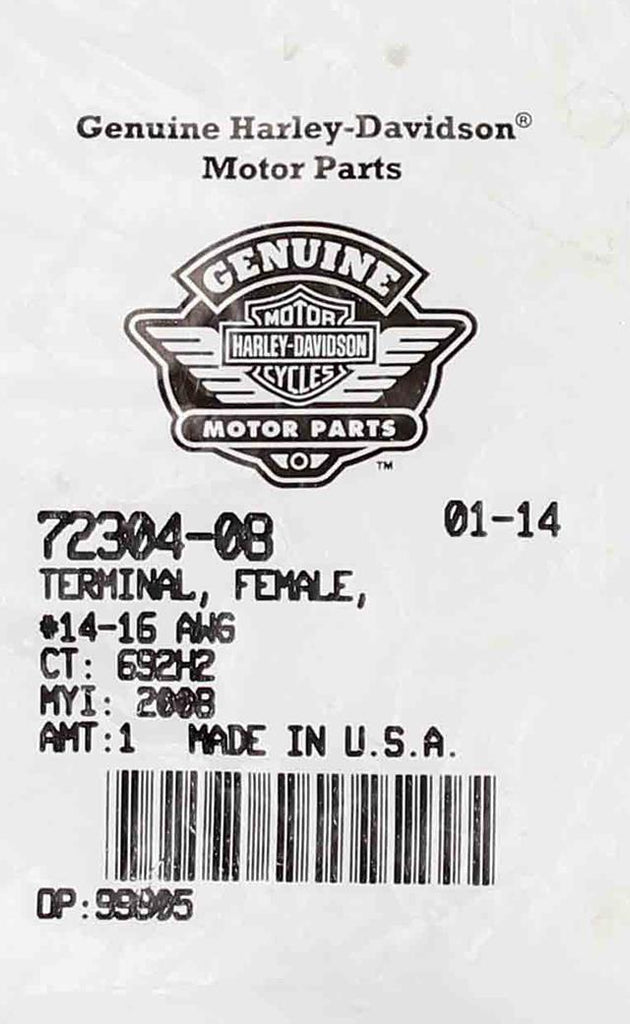 Genuine Harley-Davidson®
Motor Parts
GENUINE
MOTOR
HARLEY-DAVIDSON
CYCLES
MOTOR PARTS
™
72304-08 01-14
TERMINAL, FEMALE,
#14-16 AWG
CT: 692H2
MYI: 2008
AMT:1 MADE IN U.S.A.
OP:99905